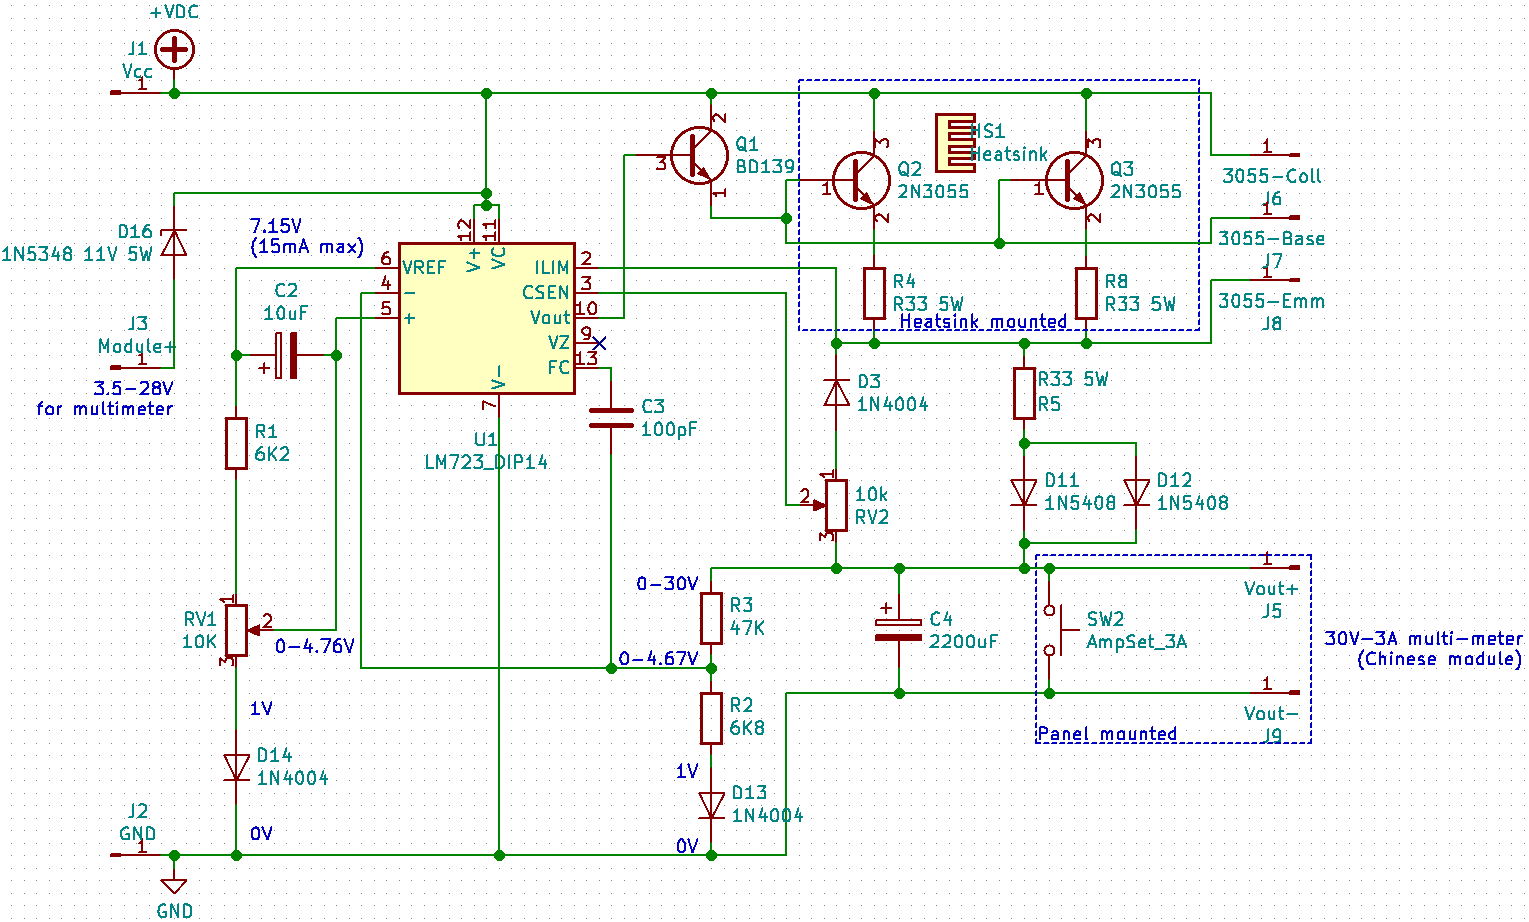 +VDC
J1
Vcc
1
2
3
Q1
BD139
1
3
1
Q2
2N3055
2
HS1
Heatsink
3
1
Q3
2N3055
2
1
3055-Coll
J6
1
3055-Base
J7
1
3055-Emm
J8
D16
1N5348 11V 5W
7.15V
(15mA max)
12
11
V+
VC
6
VREF
4
-
5
+
ILIM
2
CSEN
3
Vout
10
VZ
9
FC
13
V-
7
U1
LM723_DIP14
C2
10uF
+
J3
Module+
1
3.5-28V
for multimeter
R4
R33 5W
R8
R33 5W
Heatsink mounted
D3
1N4004
R33 5W
R5
C3
100pF
R1
6K2
1
2
3
10k
RV2
D11
1N5408
D12
1N5408
RV1
10K
1
2
3
0-4.76V
0-30V
R3
47K
0-4.67V
+
C4
2200uF
SW2
AmpSet_3A
1
Vout+
J5
30V-3A multi-meter
(Chinese module)
1
Vout-
J9
Panel mounted
1V
D14
1N4004
0V
R2
6K8
1V
D13
1N4004
0V
J2
GND
1
GND